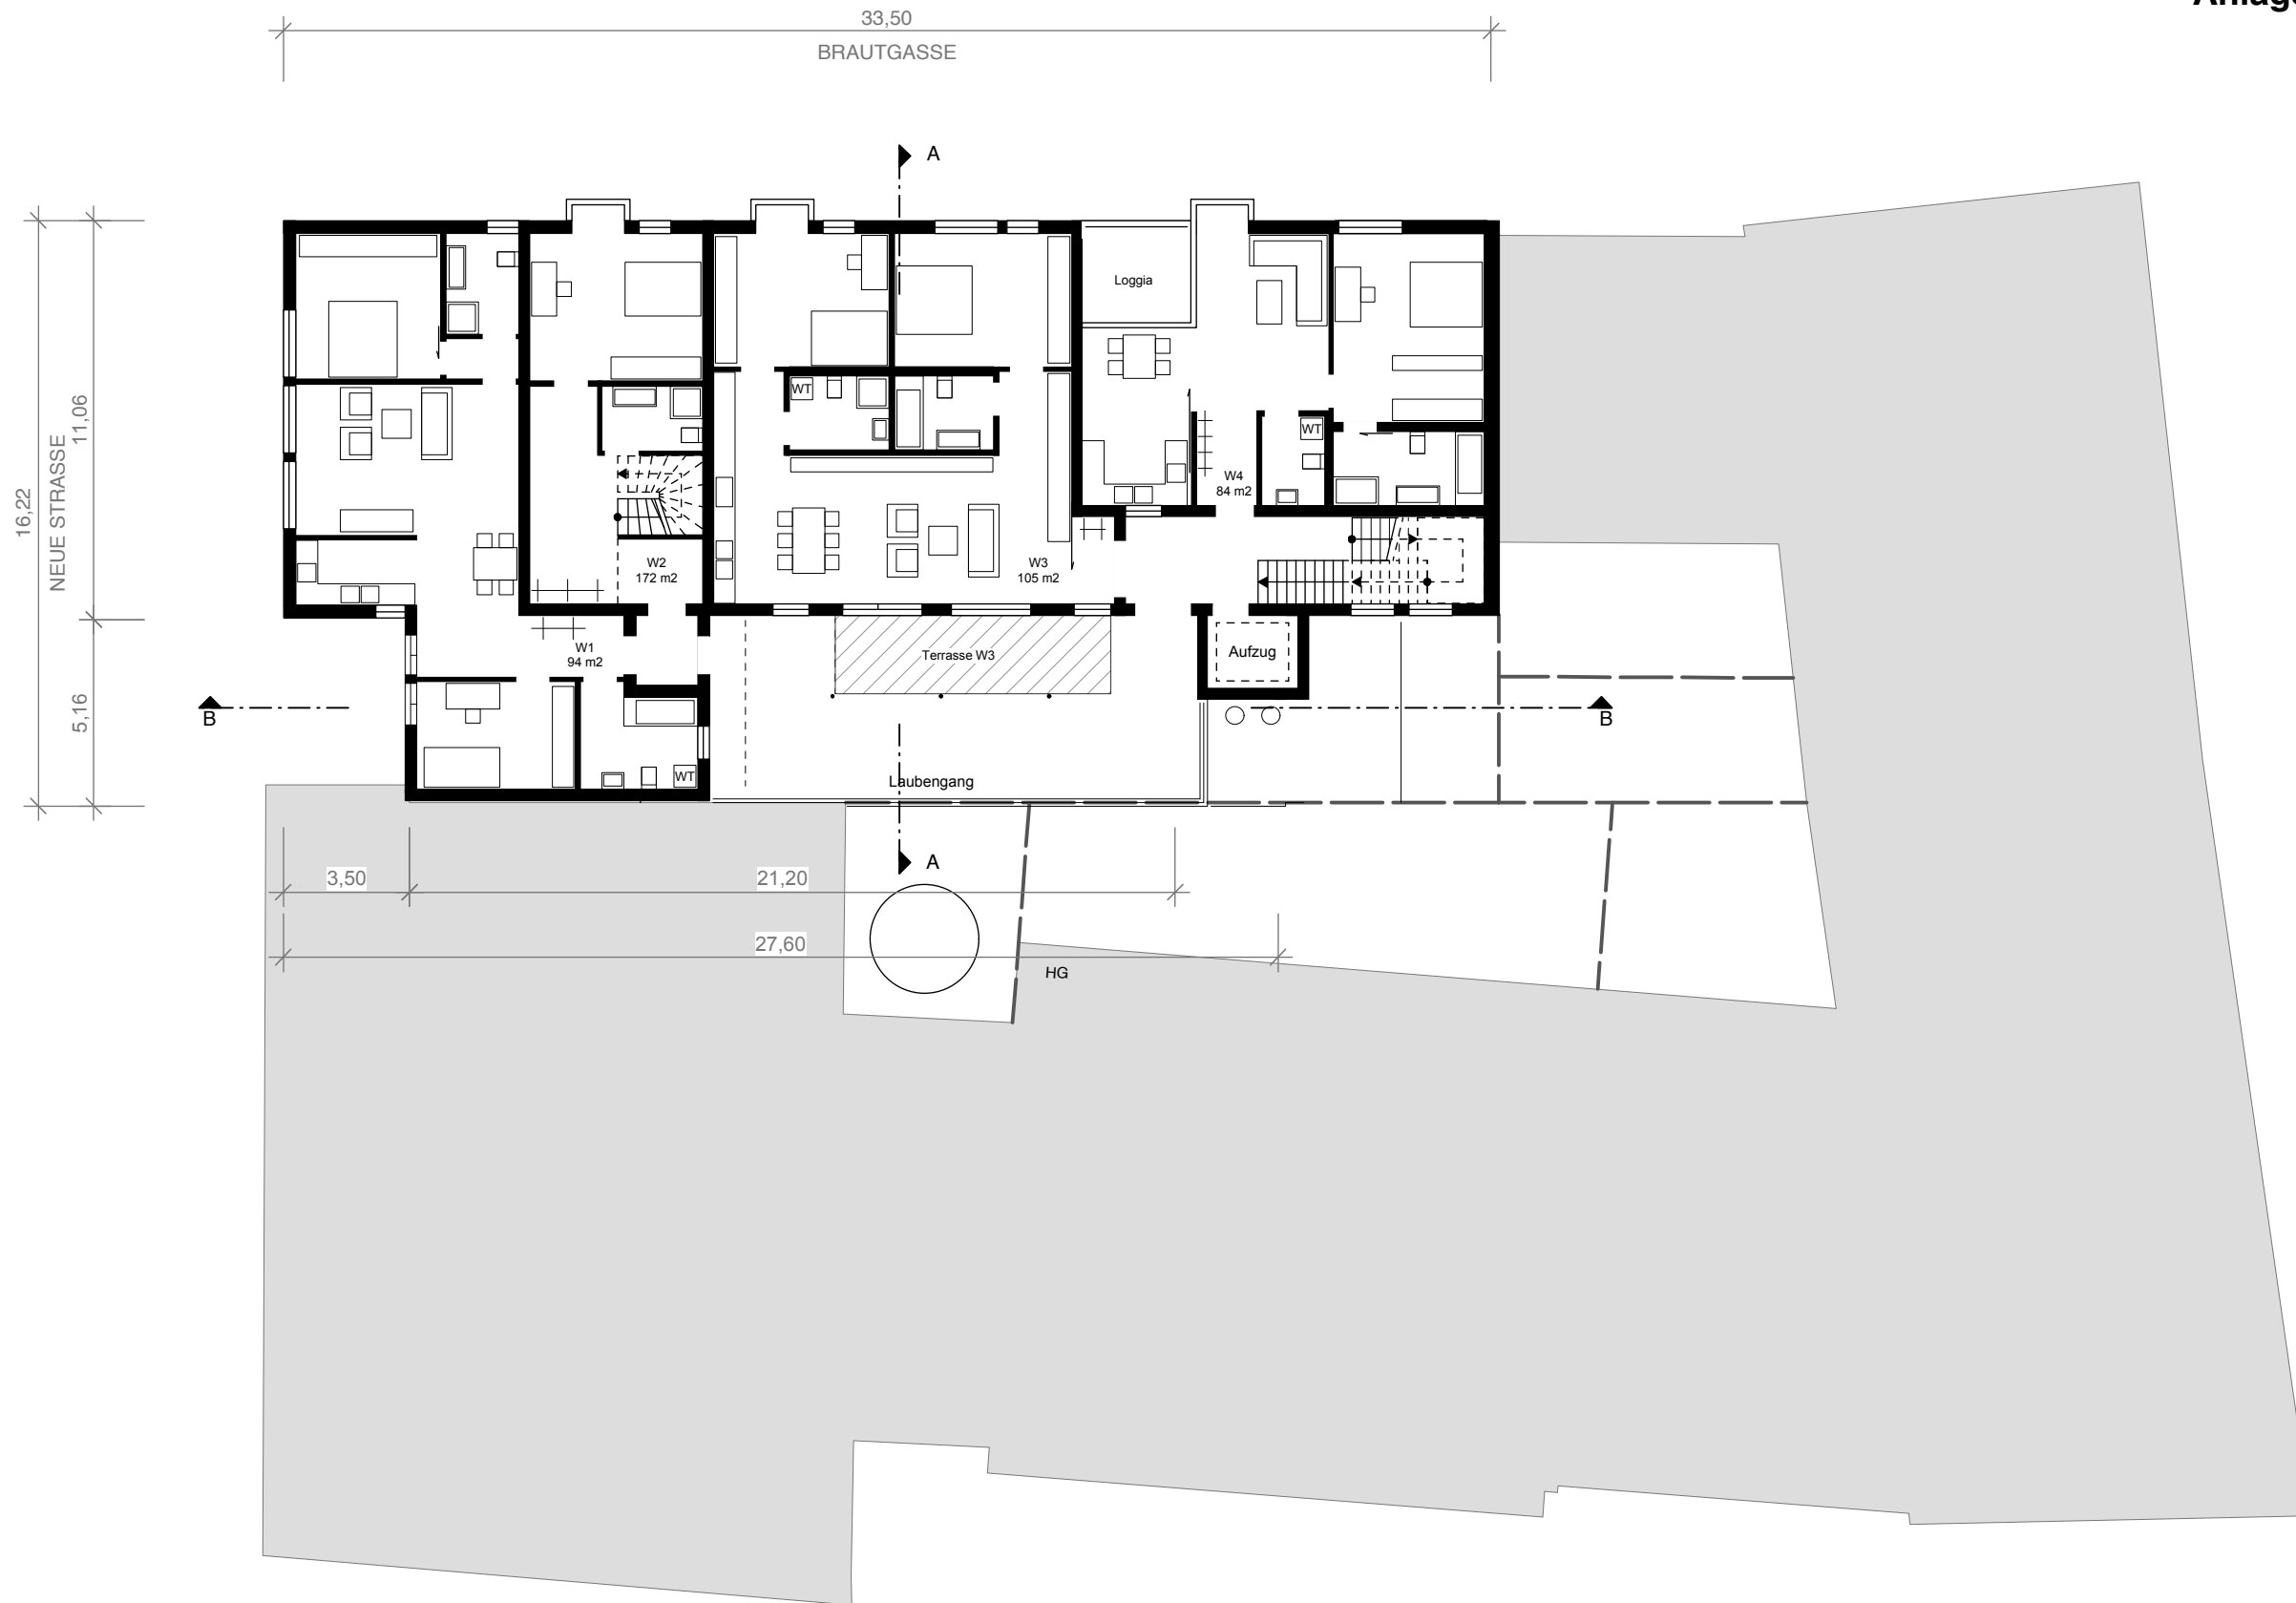 33,50
BRAUTGASSE
A
Loggia
WT
WT
11,06
NEUE STRASSE
16,22
W4
84 m2
W2
172 m2
W3
105 m2
W1
94 m2
Terrasse W3
Aufzug
5,16
B
B
WT
Laubengang
A
3,50
21,20
27,60
HG